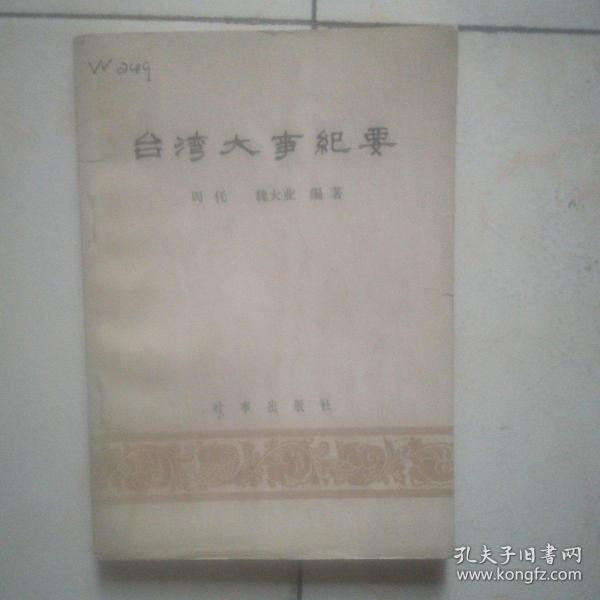 W249
台湾大事纪要
周任 魏大业 编著
时事出版社
孔夫子旧书网
www.kongfz.com